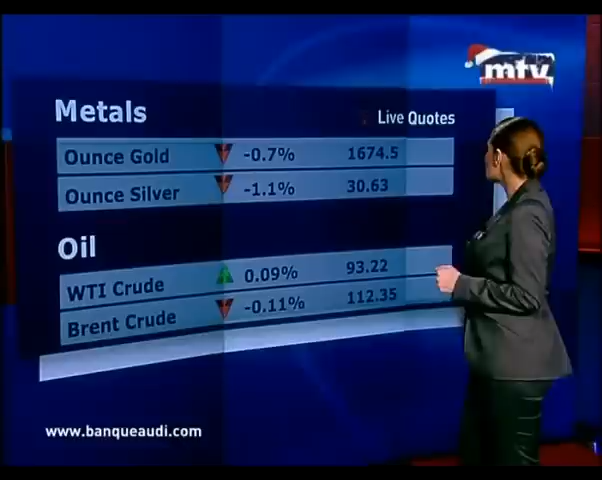 mtv
Metals
Live Quotes
Ounce Gold -0.7% 1674.5
Ounce Silver -1.1% 30.63
Oil
WTI Crude 0.09% 93.22
Brent Crude -0.11% 112.35
www.banqueaudi.com